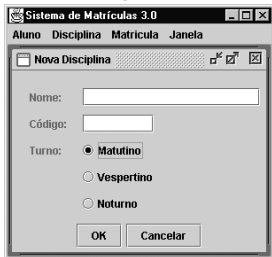 Sistema de Matrículas 3.0
Aluno Disciplina Matricula Janela
Nova Disciplina
Nome:
Código:
Turno: Matutino
Vespertino
Noturno
OK Cancelar